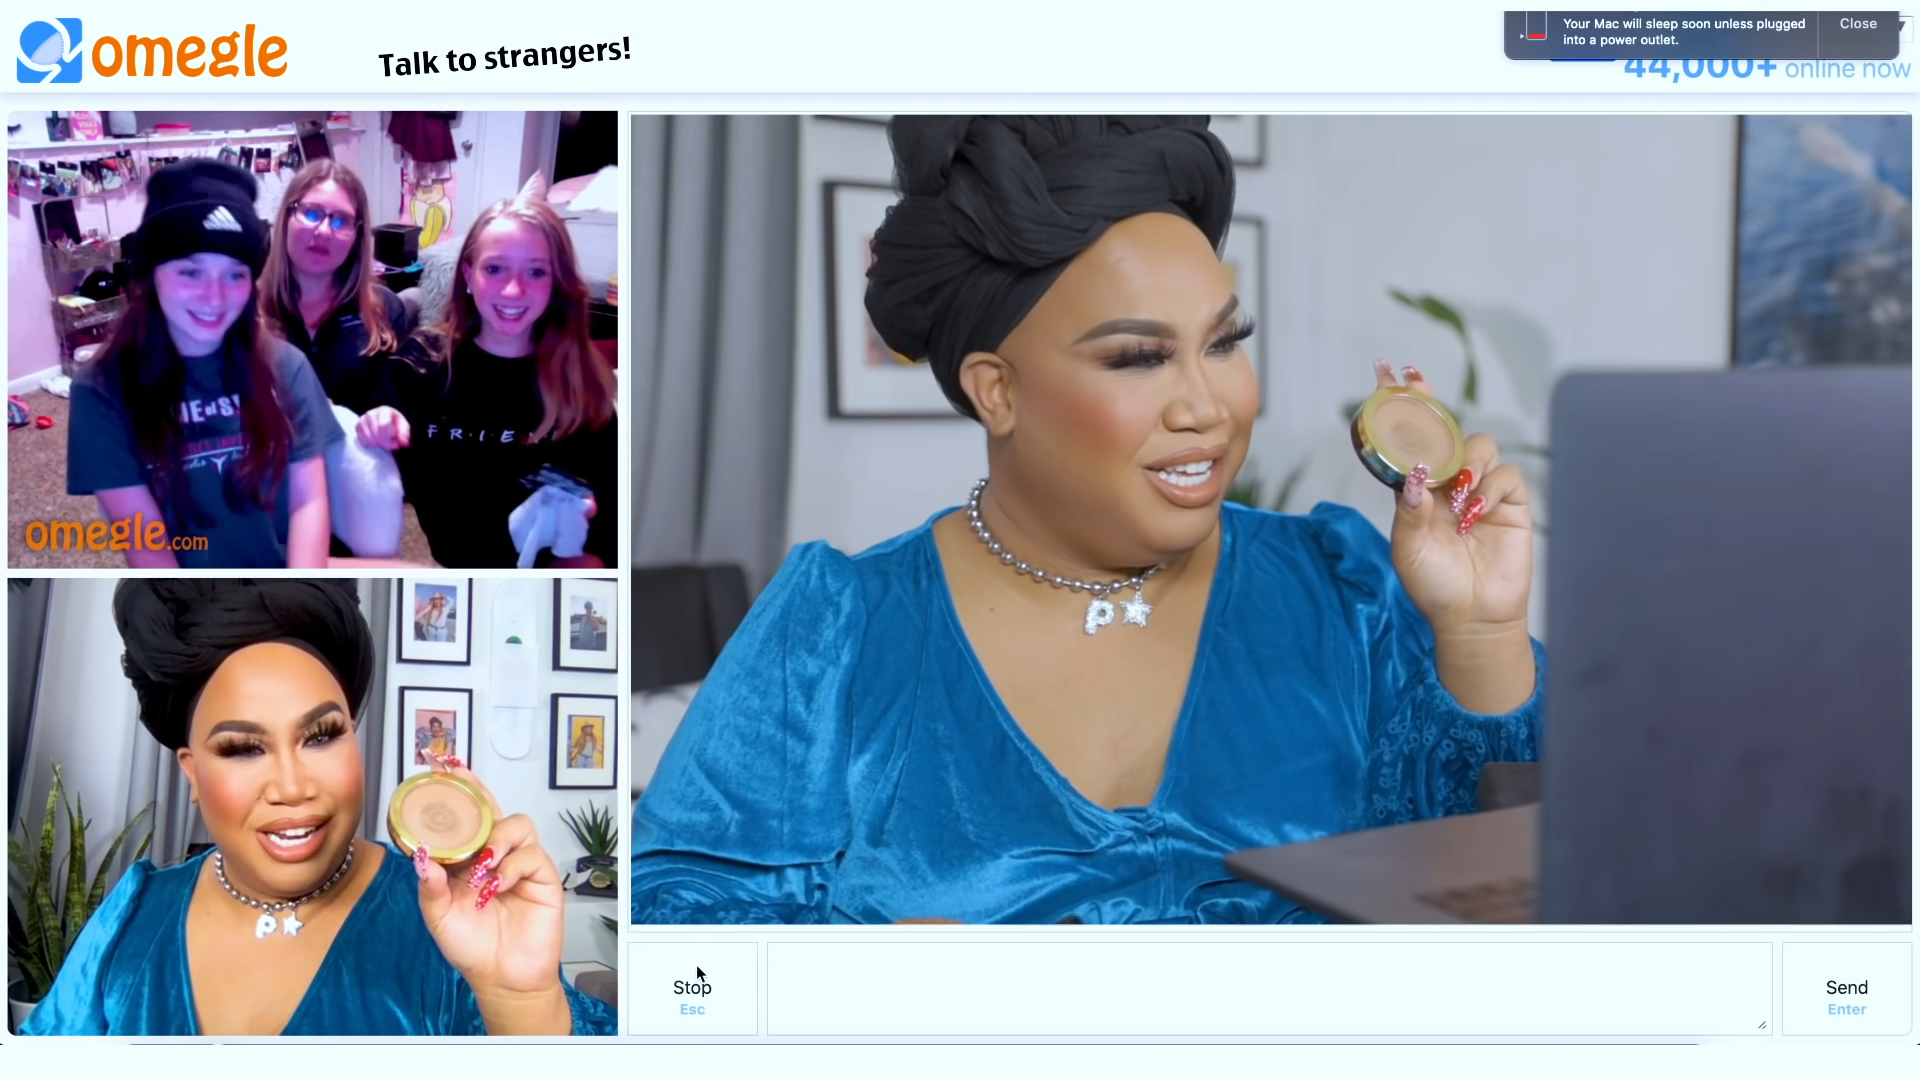 omegle
Talk to strangers!
Your Mac will sleep soon unless plugged
into a power outlet.
Close
44,000+ online now
F R I E
omegle.com
P
P
Stop
Esc
Send
Enter